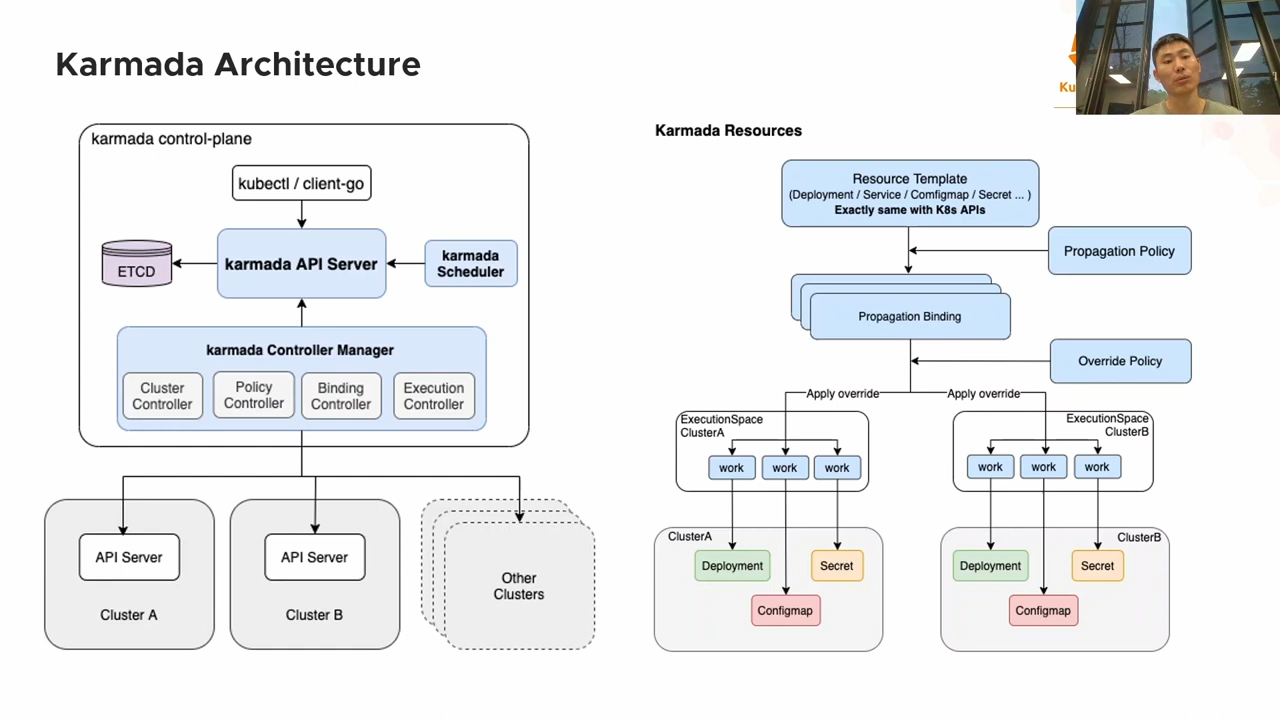 Karmada Architecture
Ku
karmada control-plane
kubectl / client-go
ETCD
karmada API Server
karmada
Scheduler
karmada Controller Manager
Cluster
Controller
Policy
Controller
Binding
Controller
Execution
Controller
API Server
Cluster A
API Server
Cluster B
Other
Clusters
Karmada Resources
Resource Template
(Deployment / Service / Comfigmap / Secret ... )
Exactly same with K8s APIs
Propagation Policy
Propagation Binding
Override Policy
Apply override
Apply override
ExecutionSpace
ClusterA
work
work
work
ExecutionSpace
ClusterB
work
work
work
ClusterA
Deployment
Secret
Configmap
ClusterB
Deployment
Secret
Configmap